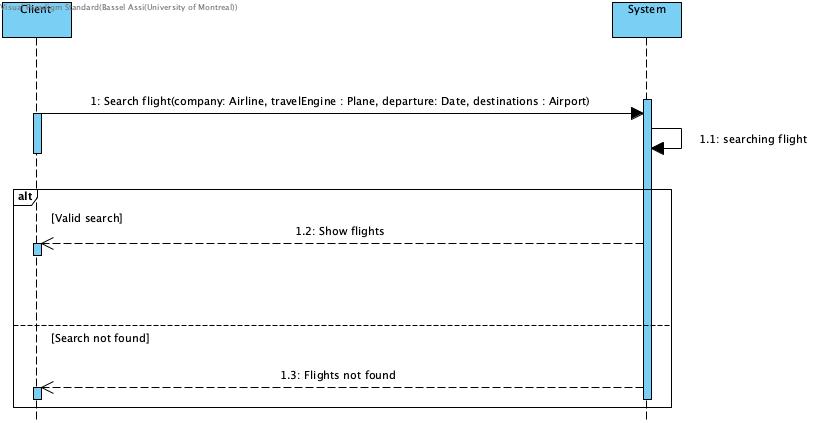 Visual Paradigm Standard(Bassel Assi(University of Montreal))
Client
System
1: Search flight(company: Airline, travelEngine : Plane, departure: Date, destinations : Airport)
1.1: searching flight
alt
[Valid search]
1.2: Show flights
[Search not found]
1.3: Flights not found